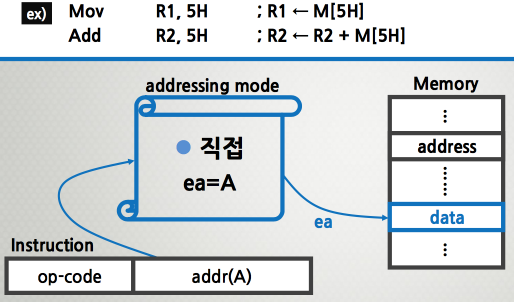 ex) Mov R1, 5H ; R1 ← M[5H]
Add R2, 5H ; R2 ← R2 + M[5H]
addressing mode
Memory
⋮
직접
address
ea=A
⋮
ea
data
Instruction
⋮
op-code addr(A)